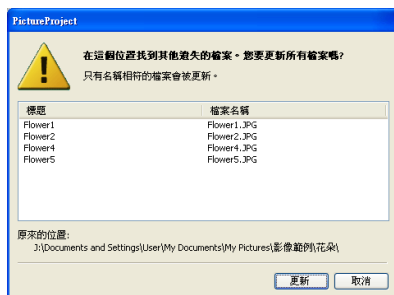 PictureProject
在這個位置找到其他遺失的檔案。您要更新所有檔案嗎?
只有名稱相符的檔案會被更新。
標題 檔案名稱
Flower1 Flower1.JPG
Flower2 Flower2.JPG
Flower4 Flower4.JPG
Flower5 Flower5.JPG
原來的位置:
J:\Documents and Settings\User\My Documents\My Pictures\影像範例\花朵\
更新 取消